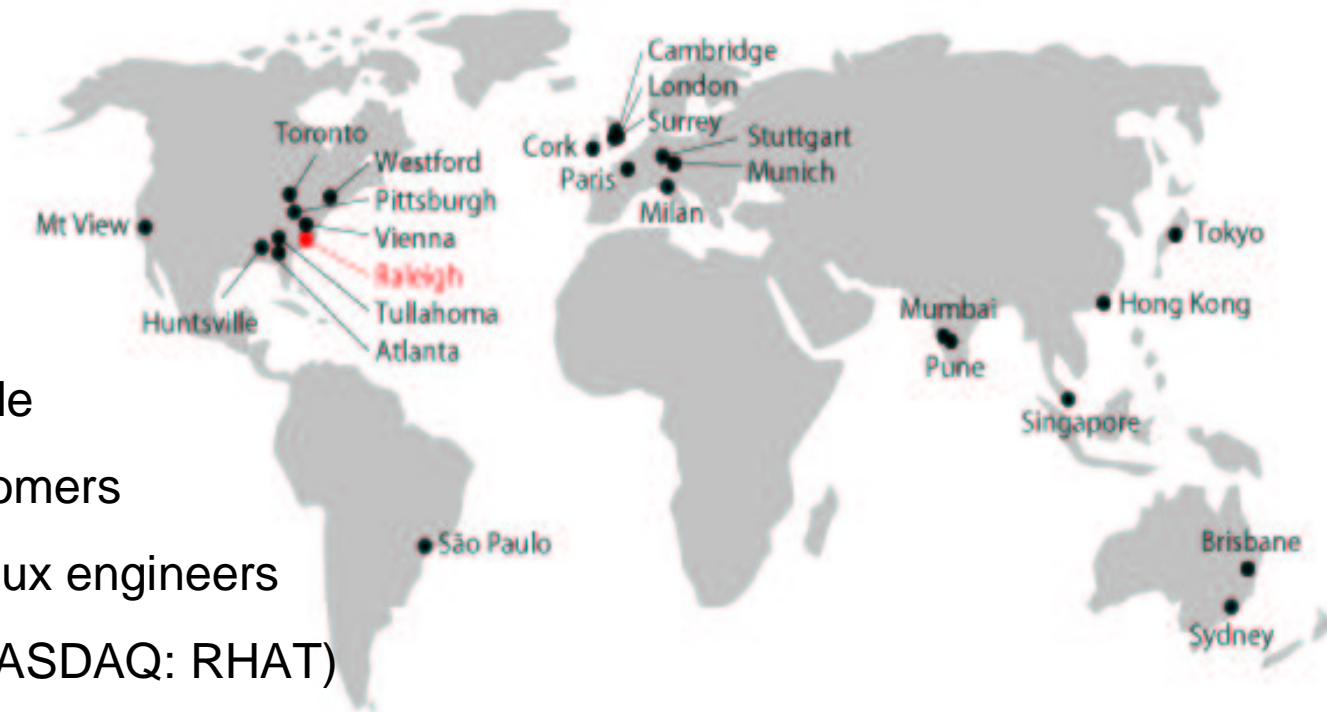 Cambridge
London
Surrey
Toronto
Cork
Stuttgart
Westford
Munich
Paris
Pittsburgh
Milan
Mt View
Vienna
Tokyo
Raleigh
Mumbai
Hong Kong
Huntsville
Tullahoma
Atlanta
Pune
le
Singapore
omers
São Paulo
Brisbane
ux engineers
Sydney
ASDAQ: RHAT)